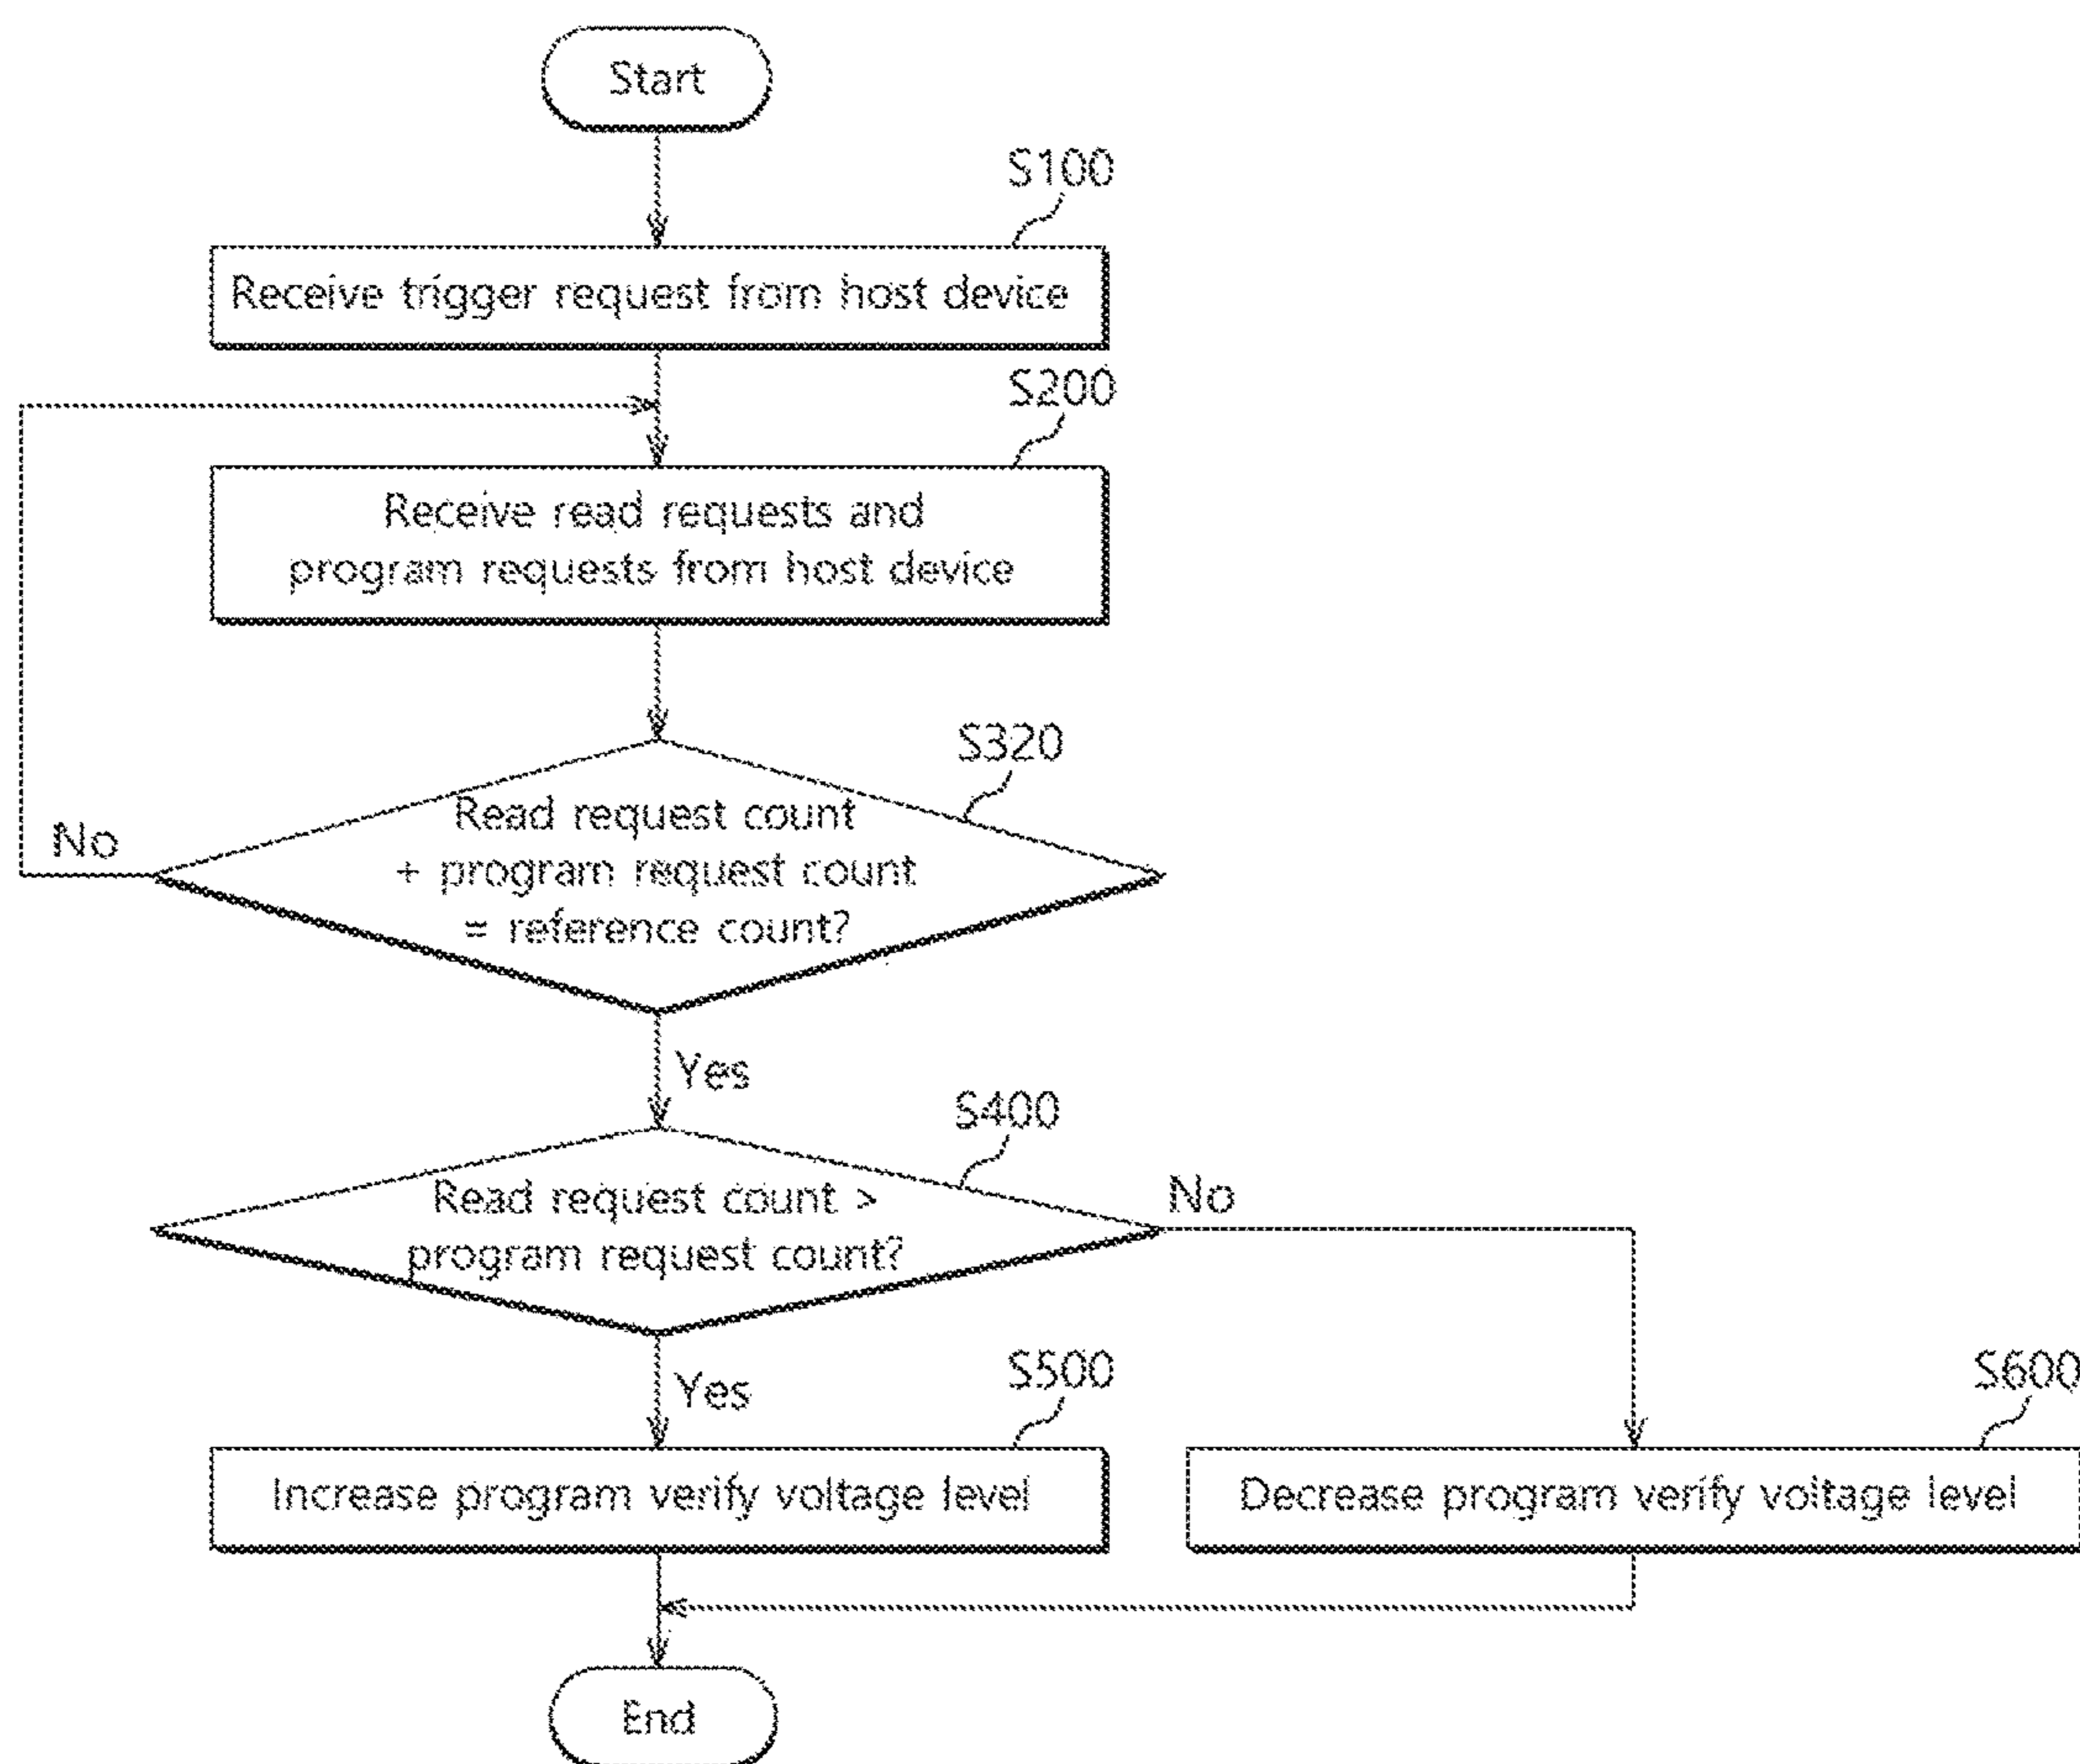 Start
S100
Receive trigger request from host device
S200
Receive read requests and
program requests from host device
S320
Read request count
+ program request count
= reference count?
No
Yes
S400
Read request count >
program request count?
No
Yes
S500
Increase program verify voltage level
S600
Decrease program verify voltage level
End